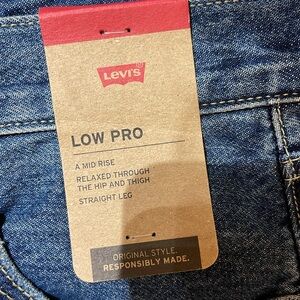 Levi's
LOW PRO
A MID RISE
RELAXED THROUGH
THE HIP AND THIGH
STRAIGHT LEG
ORIGINAL STYLE.
RESPONSIBLY MADE.